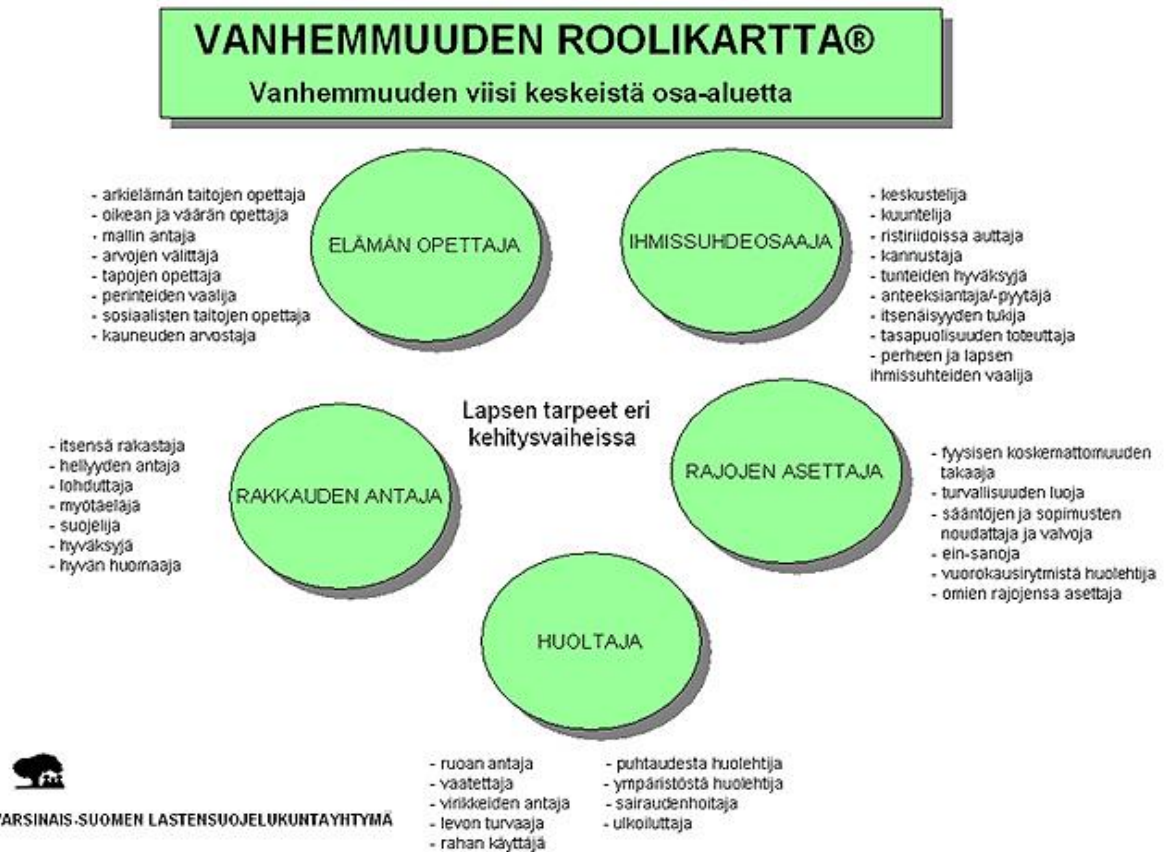 VANHEMMUUDEN ROOLIKARTTA®
Vanhemmuuden viisi keskeistä osa-aluetta
- arkielämän taitojen opettaja
- oikean ja väärän opettaja
- mallin antaja
- arvojen välittäjä
- tapojen opettaja
- perinteiden vaalija
- sosiaalisten taitojen opettaja
- kauneuden arvostaja
ELÄMÄN OPETTAJA
IHMISSUHDEOSAAJA
- keskustelija
- kuuntelija
- ristiriidoissa auttaja
- kannustaja
- tunteiden hyväksyjä
- anteeksiantaja/-pyytäjä
- itsenäisyyden tukija
- tasapuolisuuden toteuttaja
- perheen ja lapsen
ihmissuhteiden vaalija
Lapsen tarpeet eri
kehitysvaiheissa
- itsensä rakastaja
- hellyyden antaja
- lohduttaja
- myötäeläjä
- suojelija
- hyväksyjä
- hyvän huomaaja
RAKKAUDEN ANTAJA
RAJOJEN ASETTAJA
- fyysisen koskemattomuuden
takaaja
- turvallisuuden luoja
- sääntöjen ja sopimusten
noudattaja ja valvoja
- ein-sanoja
- vuorokausirytmistä huolehtija
- omien rajojensa asettaja
HUOLTAJA
- ruoan antaja
- vaatettaja
- virikkeiden antaja
- levon turvaaja
- rahan käyttäjä
- puhtaudesta huolehtija
- ympäristöstä huolehtija
- sairaudenhoitaja
- ulkoiluttaja
VARSINAIS-SUOMEN LASTENSUOJELUKUNTAYHTYMÄ